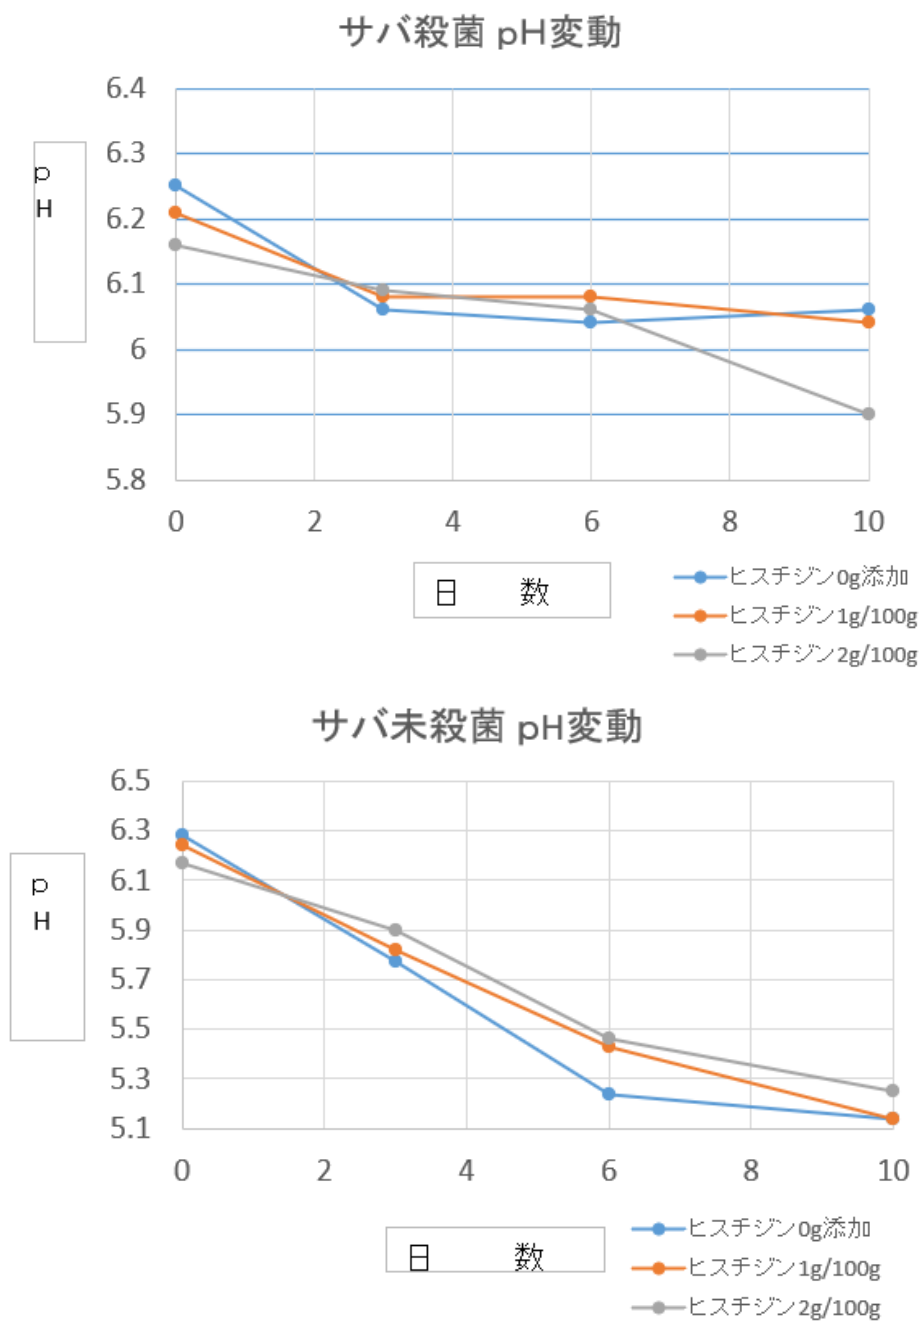 サバ殺菌 pH変動
6.4
6.3
6.2
6.1
6
5.9
5.8
p
H
0 2 4 6 8 10
日 数
ヒスチジン0g添加
ヒスチジン1g/100g
ヒスチジン2g/100g
サバ未殺菌 pH変動
6.5
6.3
6.1
5.9
5.7
5.5
5.3
5.1
p
H
0 2 4 6 8 10
日 数
ヒスチジン0g添加
ヒスチジン1g/100g
ヒスチジン2g/100g